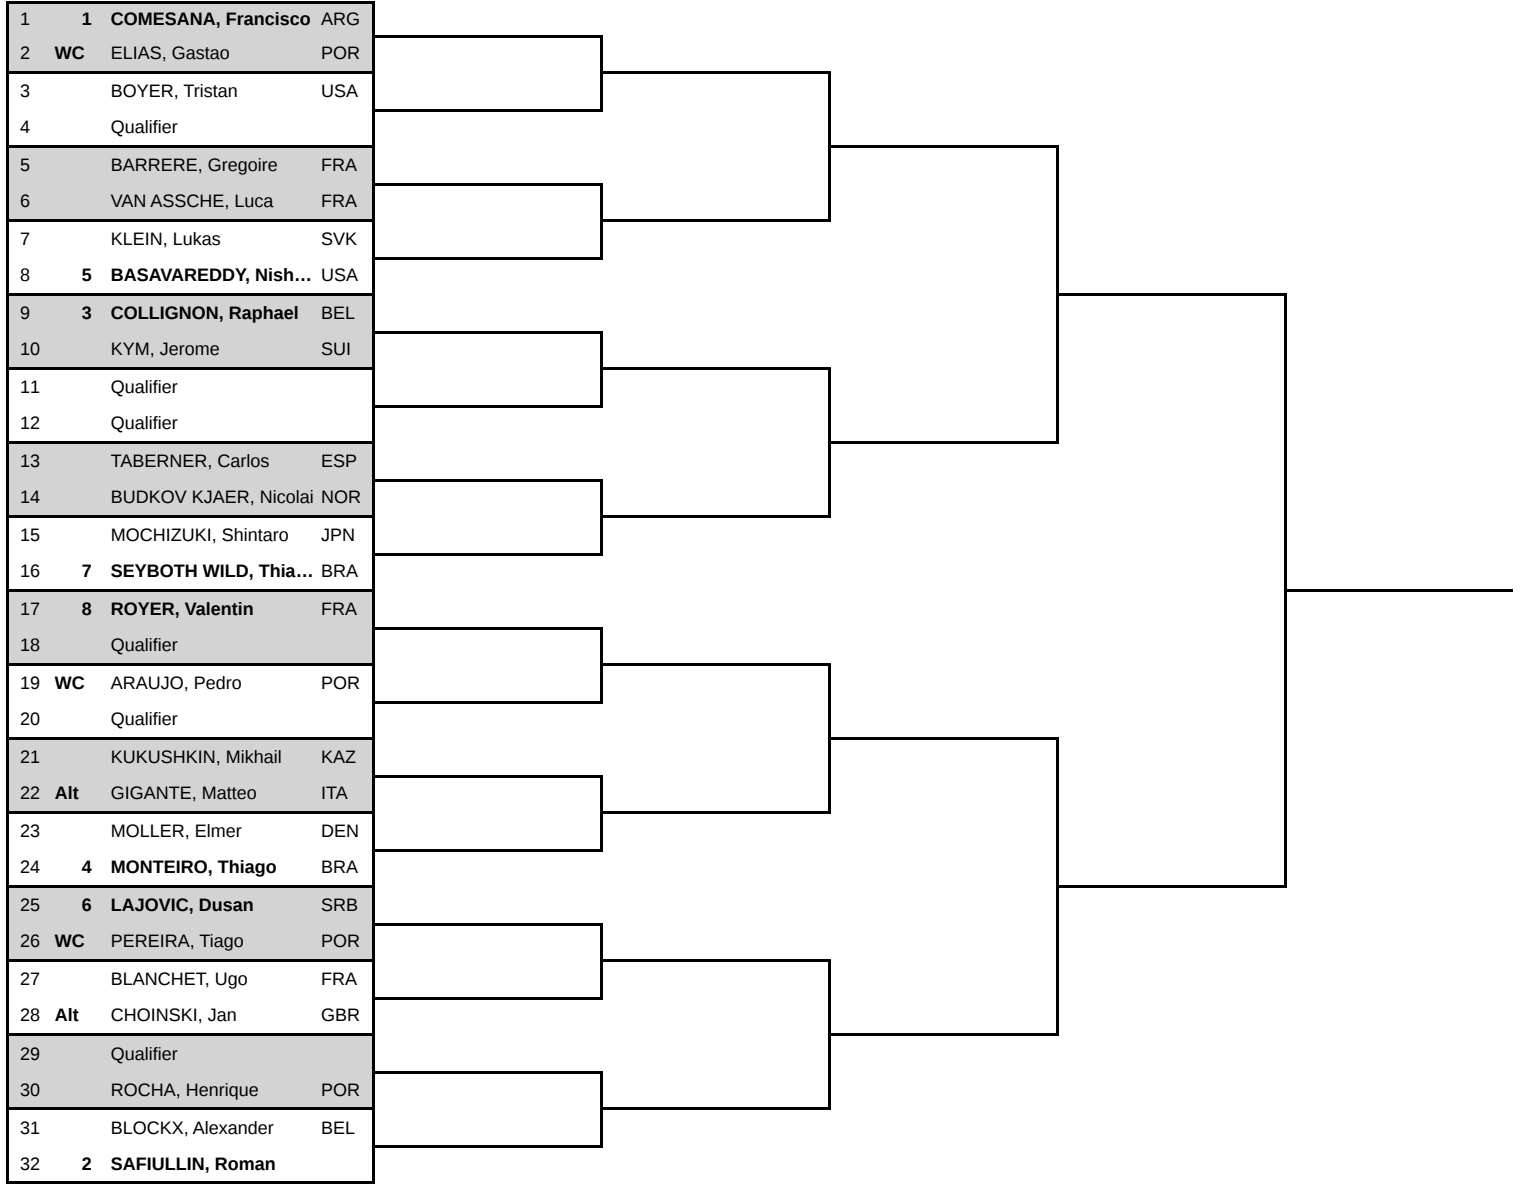 1 1 COMESANA, Francisco ARG
2 WC ELIAS, Gastao POR
3 BOYER, Tristan USA
4 Qualifier
5 BARRERE, Gregoire FRA
6 VAN ASSCHE, Luca FRA
7 KLEIN, Lukas SVK
8 5 BASAVAREDDY, Nish... USA
9 3 COLLIGNON, Raphael BEL
10 KYM, Jerome SUI
11 Qualifier
12 Qualifier
13 TABERNER, Carlos ESP
14 BUDKOV KJAER, Nicolai NOR
15 MOCHIZUKI, Shintaro JPN
16 7 SEYBOTH WILD, Thia... BRA
17 8 ROYER, Valentin FRA
18 Qualifier
19 WC ARAUJO, Pedro POR
20 Qualifier
21 KUKUSHKIN, Mikhail KAZ
22 Alt GIGANTE, Matteo ITA
23 MOLLER, Elmer DEN
24 4 MONTEIRO, Thiago BRA
25 6 LAJOVIC, Dusan SRB
26 WC PEREIRA, Tiago POR
27 BLANCHET, Ugo FRA
28 Alt CHOINSKI, Jan GBR
29 Qualifier
30 ROCHA, Henrique POR
31 BLOCKX, Alexander BEL
32 2 SAFIULLIN, Roman